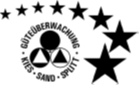 GÜTEÜBERWACHUNG
KIES · SAND · SPLITT